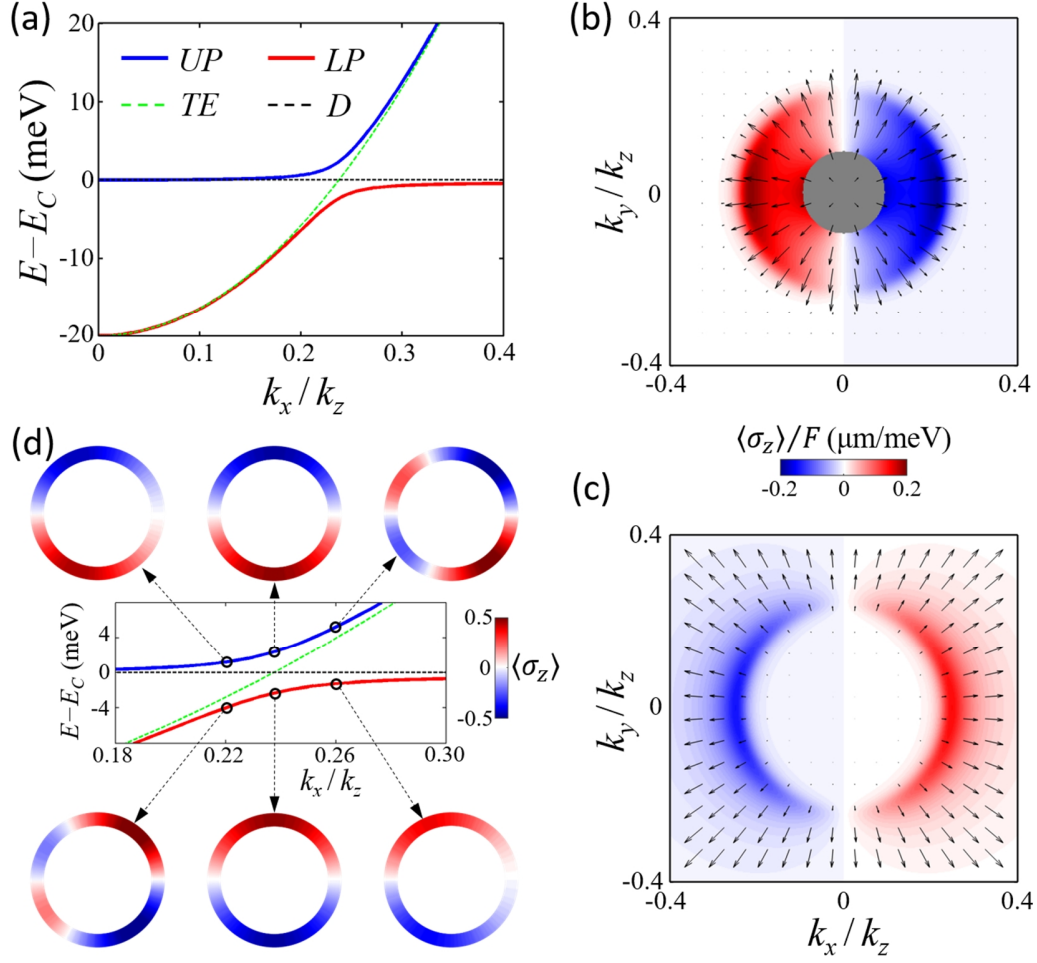 (a)
20
10
0
-10
-20
E−E_C (meV)
UP
LP
TE
D
0
0.1
0.2
0.3
0.4
k_x / k_z
(b)
0.4
0
-0.4
k_y / k_z
-0.4
0
0.4
⟨σ_z⟩/F (μm/meV)
-0.2
0
0.2
(c)
0.4
0
-0.4
k_y / k_z
-0.4
0
0.4
k_x / k_z
(d)
E−E_C (meV)
4
0
-4
0.18
0.22
0.26
0.30
k_x / k_z
0.5
0
-0.5
⟨σ_z⟩